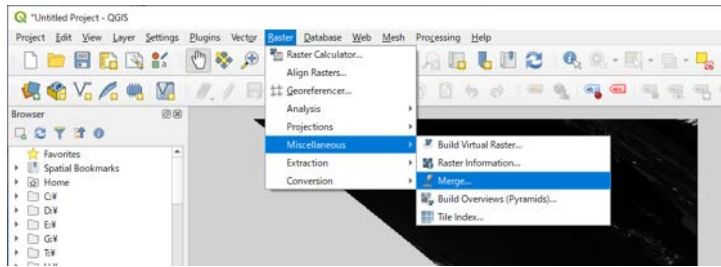 *Untitled Project - QGIS
Project Edit View Layer Settings Plugins Vector Raster Database Web Mesh Processing Help
Raster Calculator...
Align Rasters...
Georeferencer...
Analysis
Projections
Miscellaneous
Extraction
Conversion
Build Virtual Raster...
Raster Information...
Merge...
Build Overviews (Pyramids)...
Tile Index...
Browser
Favorites
Spatial Bookmarks
Home
C:¥
D:¥
E:¥
G:¥
T:¥